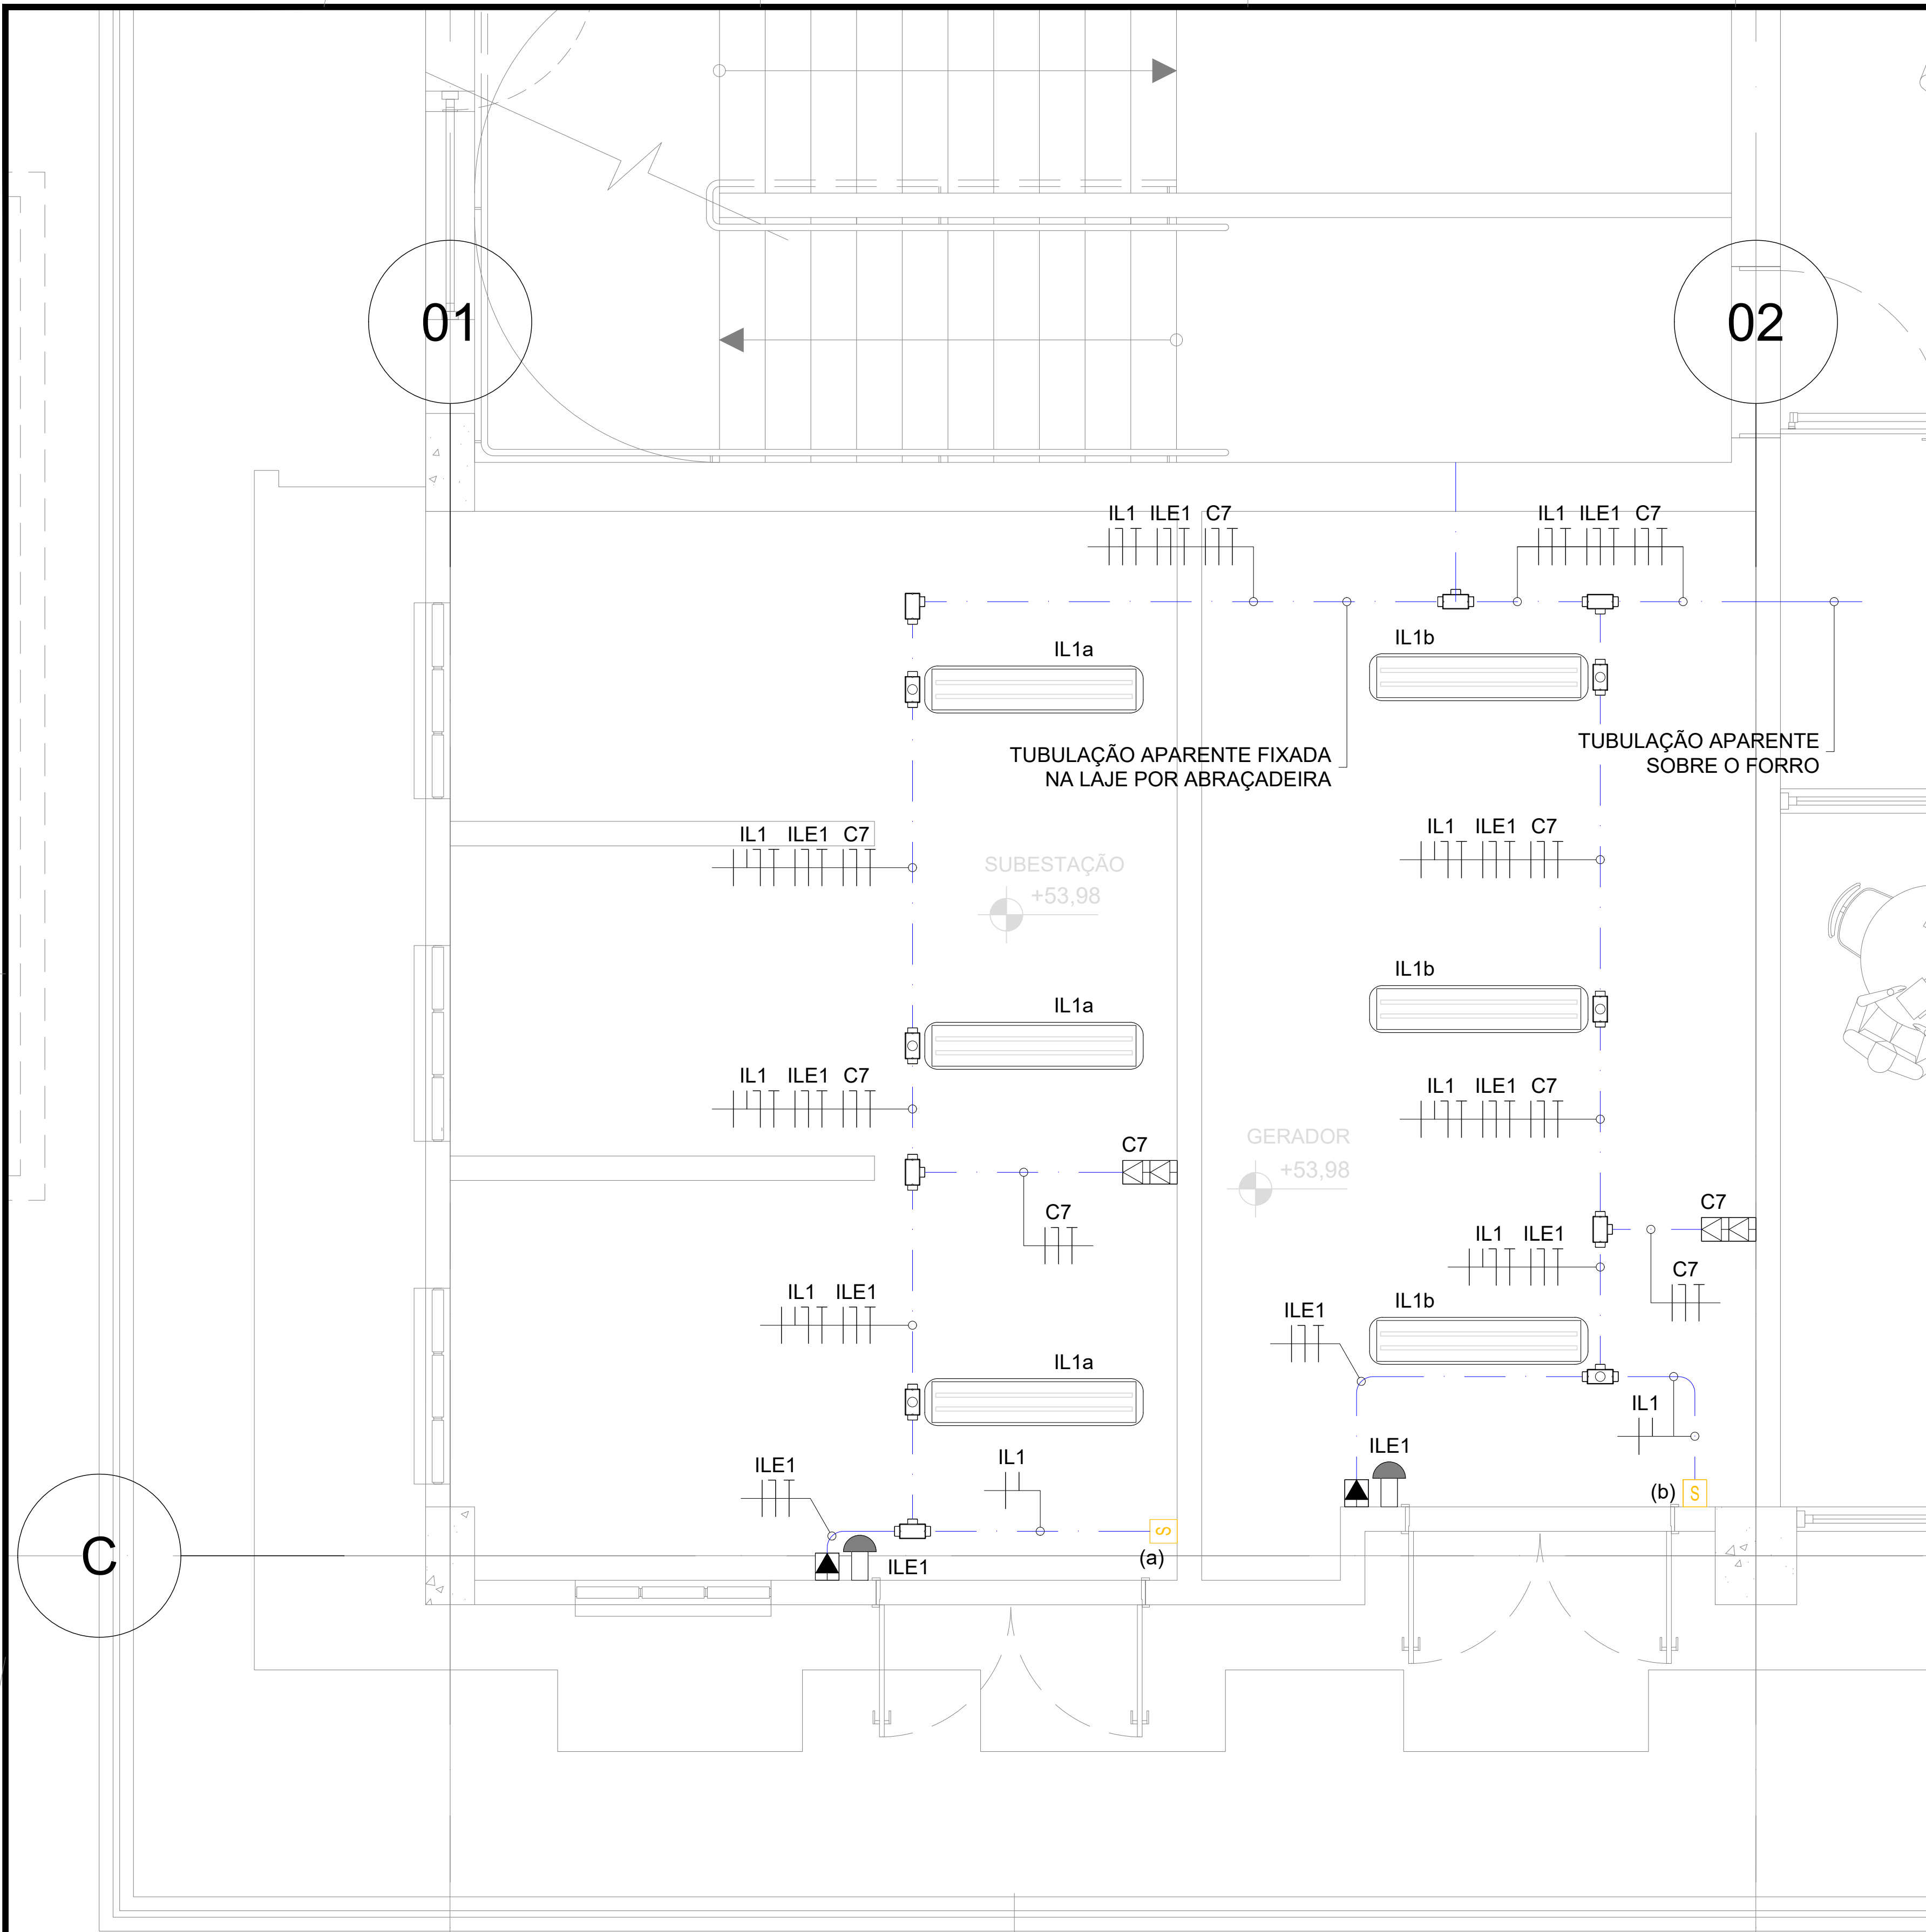 01
02
IL1 ILE1 C7
IL1 ILE1 C7
IL1a
IL1b
TUBULAÇÃO APARENTE FIXADA
NA LAJE POR ABRAÇADEIRA
TUBULAÇÃO APARENTE
SOBRE O FORRO
IL1 ILE1 C7
IL1 ILE1 C7
SUBESTAÇÃO
+53,98
IL1b
IL1a
IL1 ILE1 C7
IL1 ILE1 C7
GERADOR
+53,98
C7
C7
C7
IL1 ILE1
C7
IL1 ILE1
ILE1
IL1b
IL1a
IL1
ILE1
IL1
ILE1
(b) S
S
(a)
ILE1
C